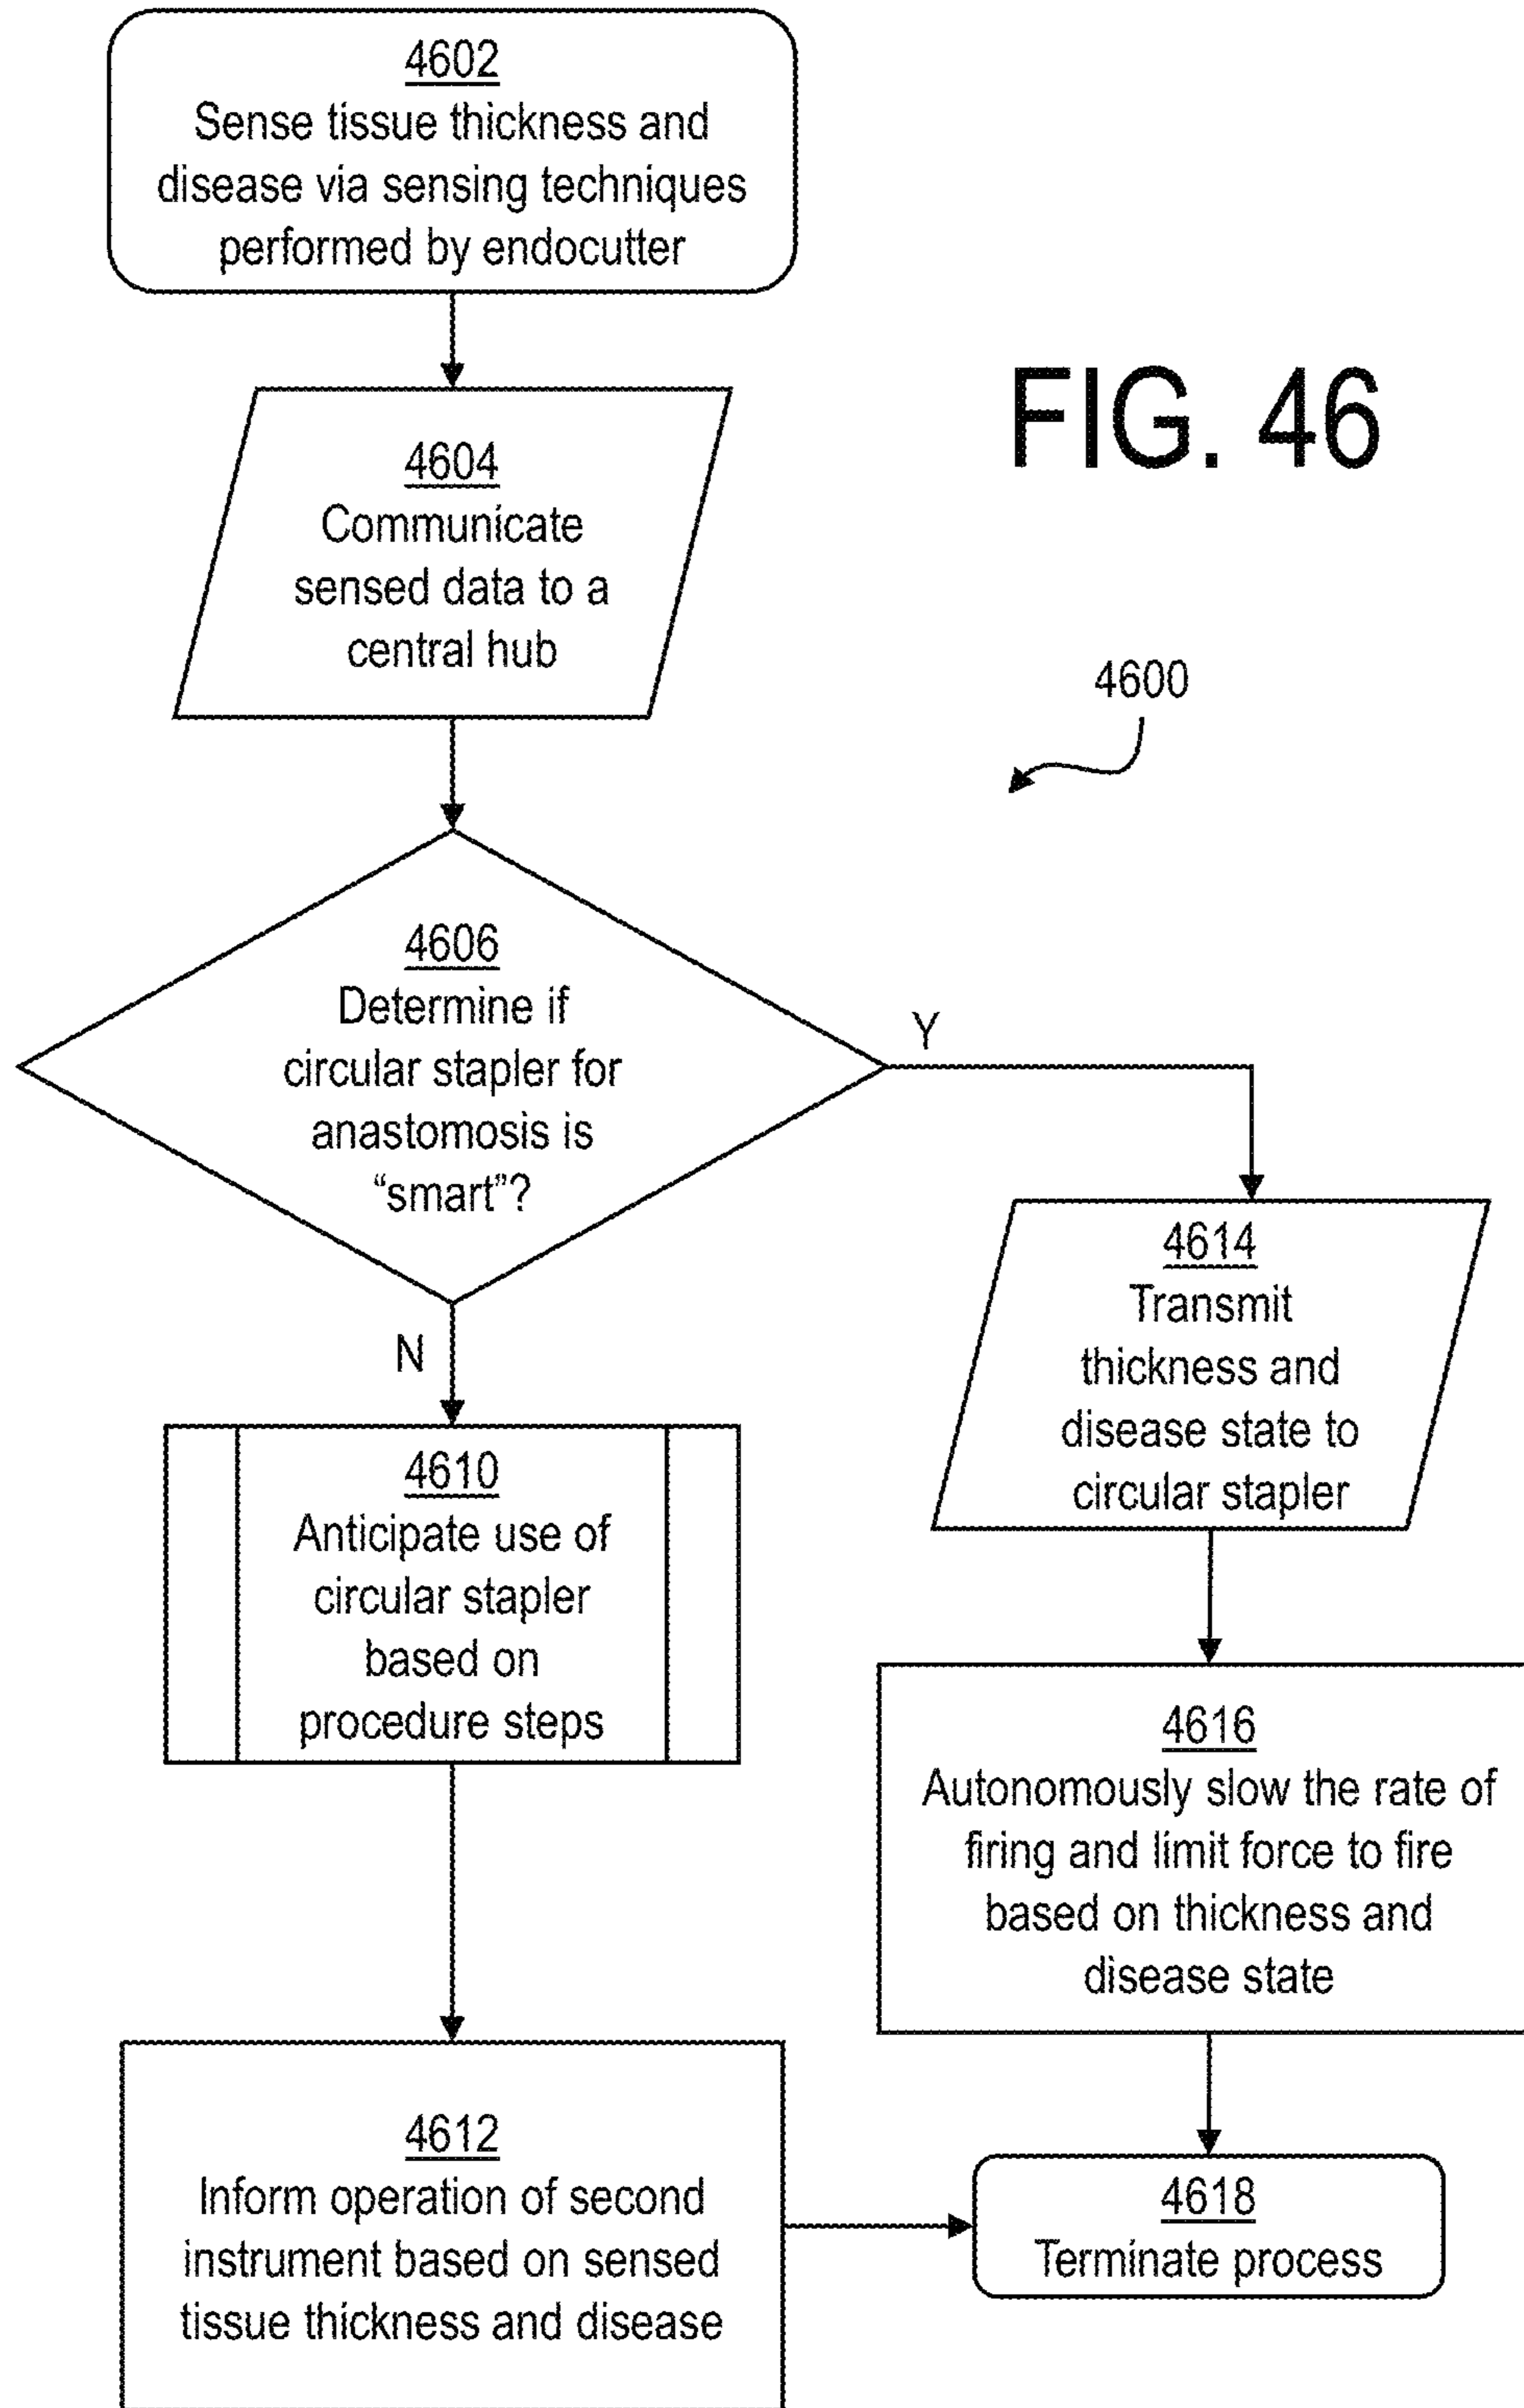 4602
Sense tissue thickness and
disease via sensing techniques
performed by endocutter
FIG. 46
4604
Communicate
sensed data to a
central hub
4600
4606
Determine if
circular stapler for
anastomosis is
“smart”?
Y
N
4614
Transmit
thickness and
disease state to
circular stapler
4610
Anticipate use of
circular stapler
based on
procedure steps
4616
Autonomously slow the rate of
firing and limit force to fire
based on thickness and
disease state
4612
Inform operation of second
instrument based on sensed
tissue thickness and disease
4618
Terminate process